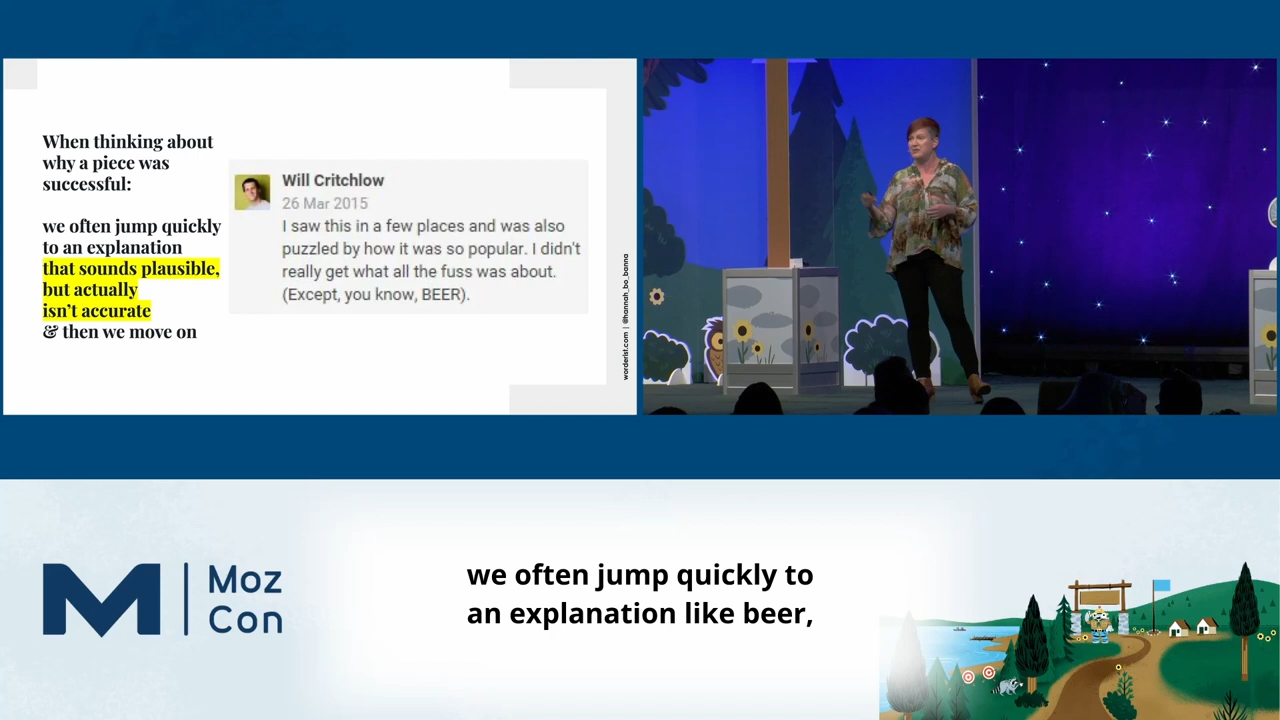 When thinking about
why a piece was
successful:
we often jump quickly
to an explanation
that sounds plausible,
but actually
isn't accurate
& then we move on
Will Critchlow
26 Mar 2015
I saw this in a few places and was also
puzzled by how it was so popular. I didn't
really get what all the fuss was about.
(Except, you know, BEER).
worderist.com | @hannah_bo_banna
Moz
Con
we often jump quickly to
an explanation like beer,